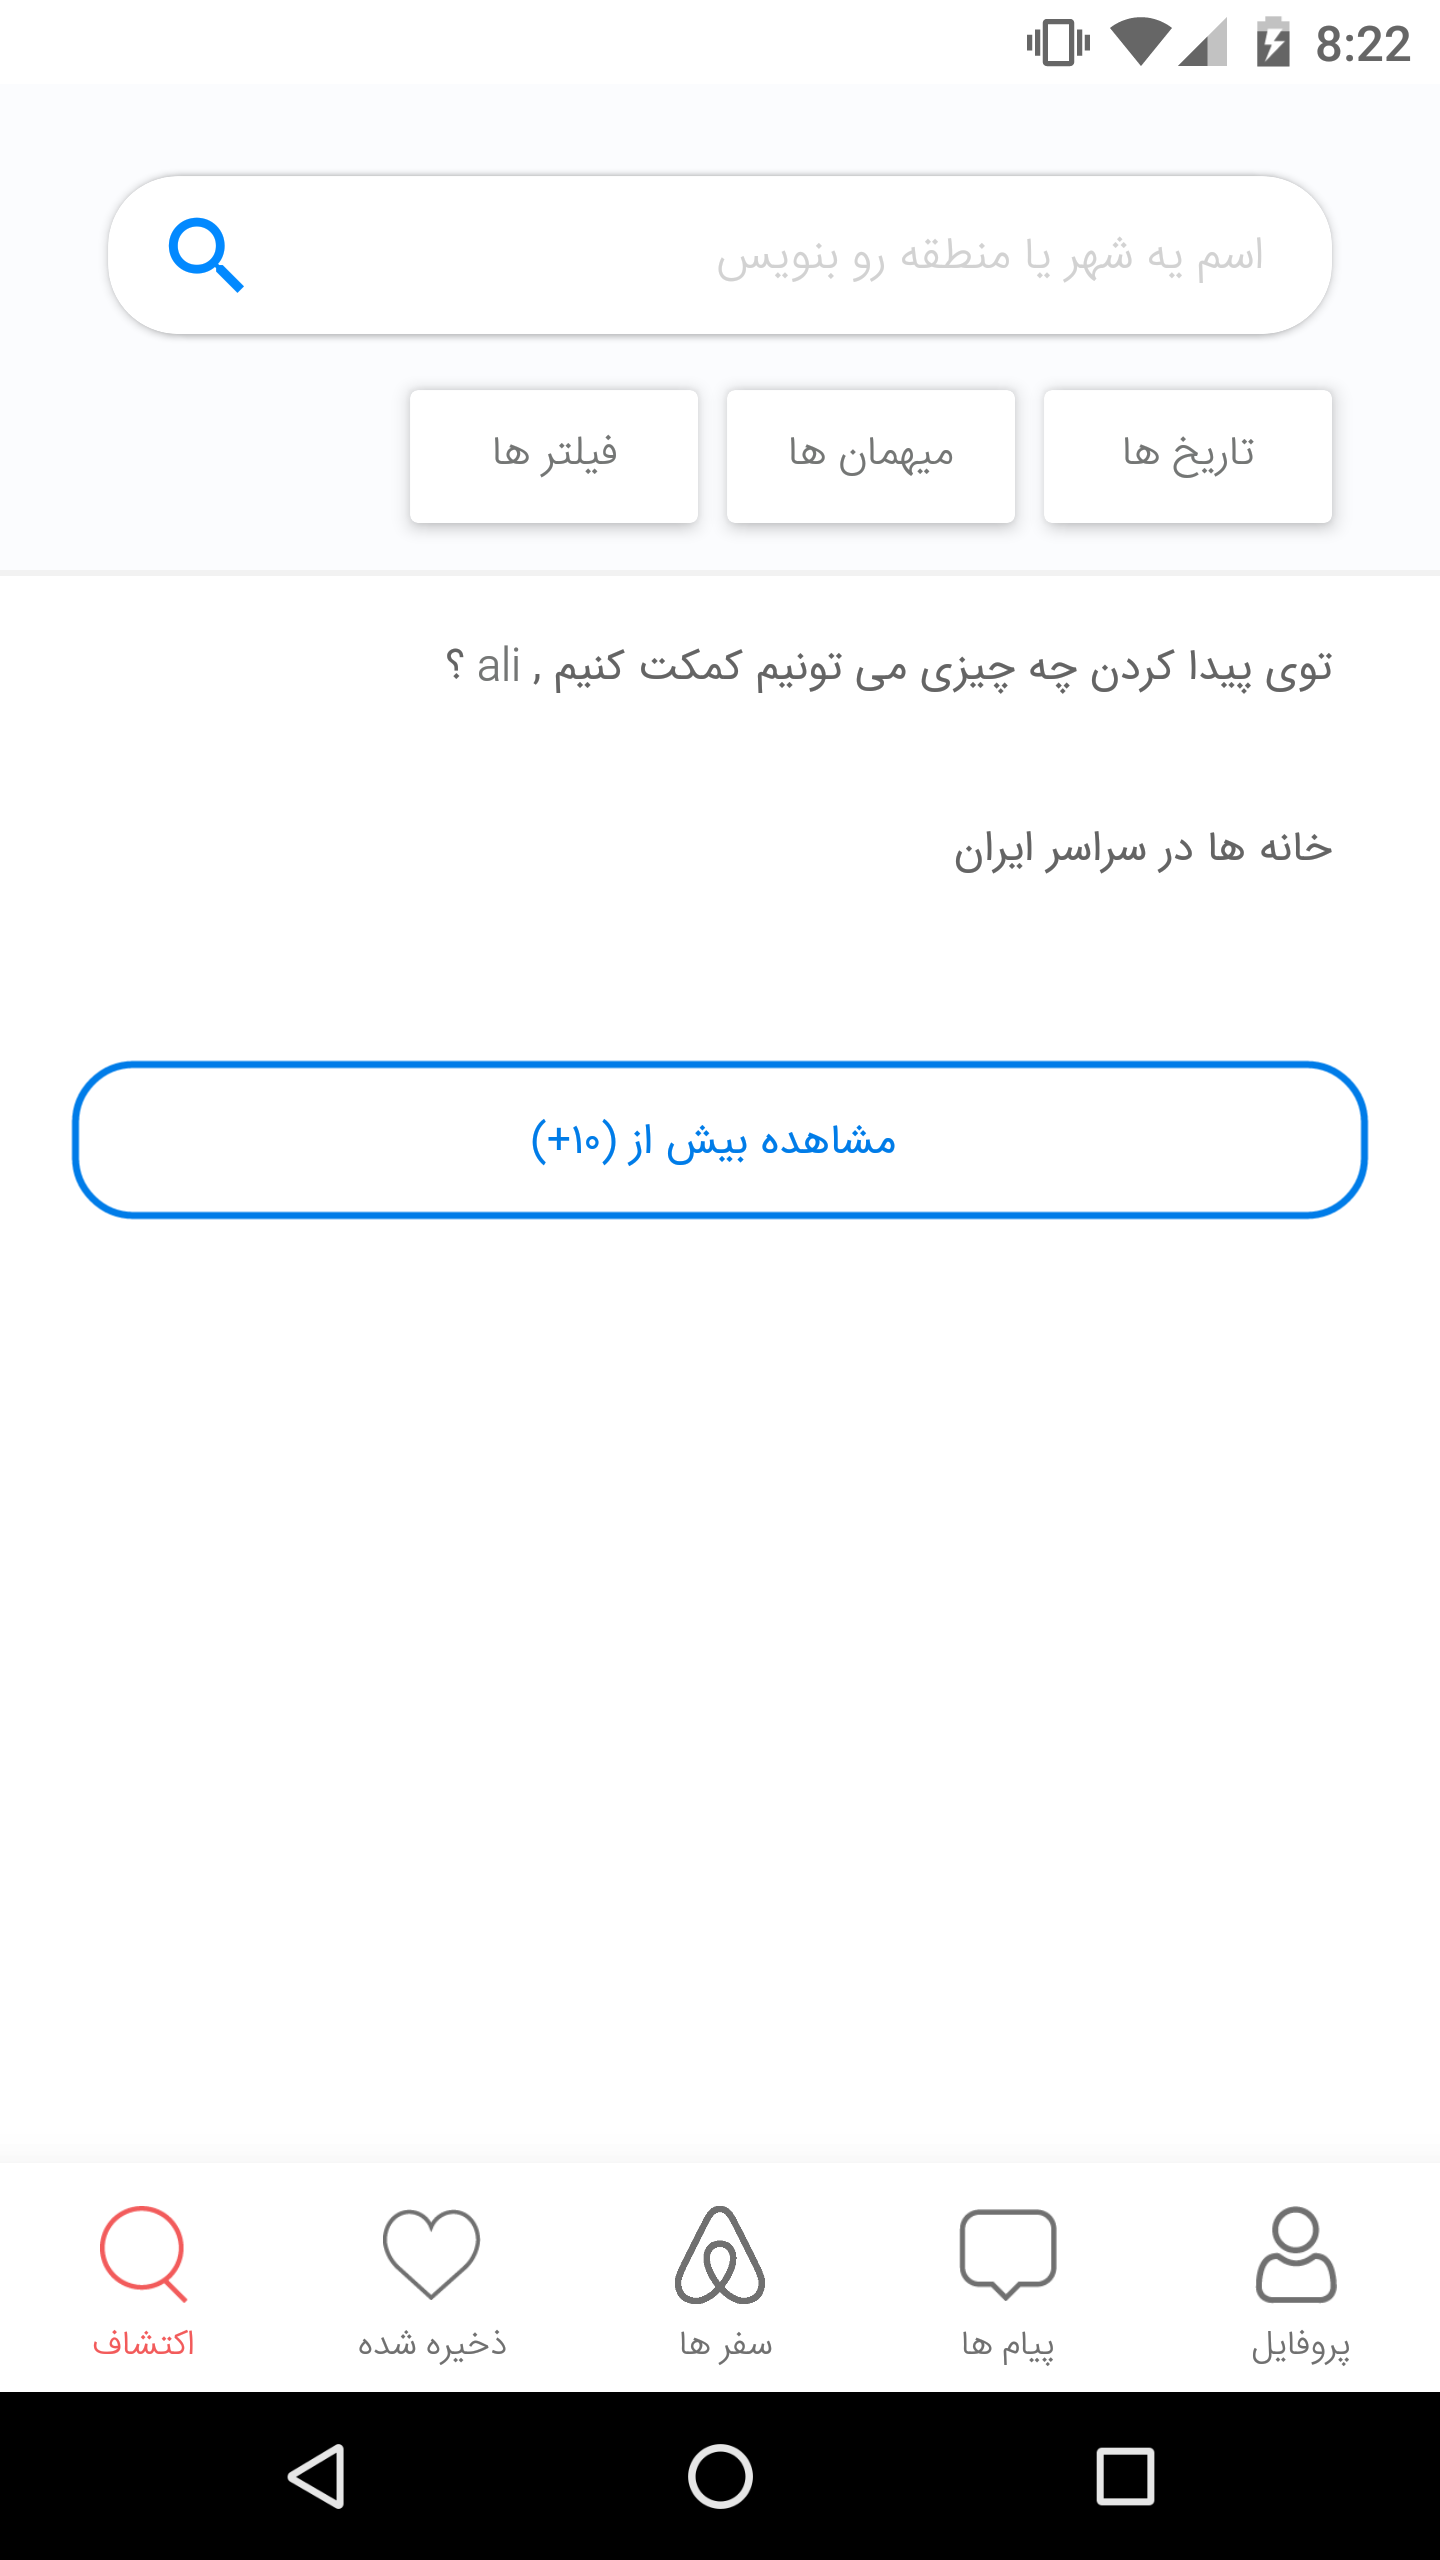 8:22
اسم یه شهر یا منطقه رو بنویس
تاریخ ها
میهمان ها
فیلتر ها
توی پیدا کردن چه چیزی می تونیم کمکت کنیم , ali ؟
خانه ها در سراسر ایران
مشاهده بیش از (۱۰+)
پروفایل
پیام ها
سفر ها
ذخیره شده
اکتشاف